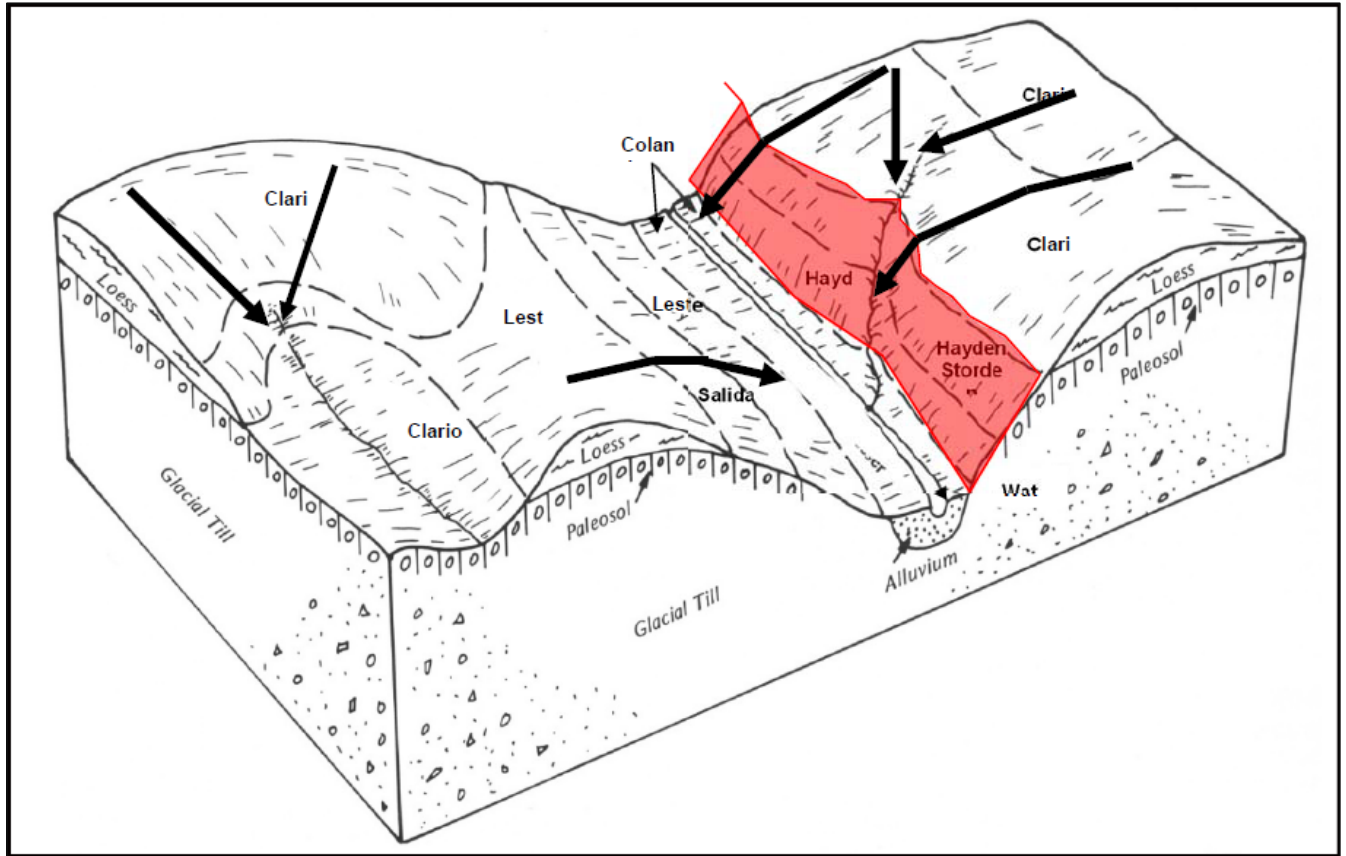 Clari
Colan
Clari
Clari
Loess
Lest
Leste
Hayd
Loess
Hayden
Storde
Paleosol
Salida
Clario
Loess
Wat
Paleosol
Glacial Till
Alluvium
Glacial Till